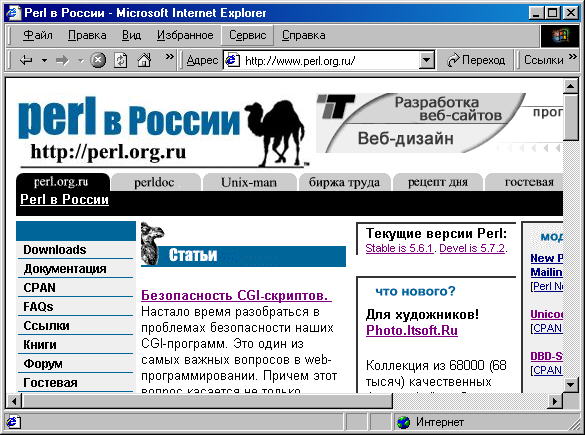 Perl в России - Microsoft Internet Explorer
Файл Правка Вид Избранное Сервис Справка
Адрес http://www.perl.org.ru/ Переход Ссылки »
perl в России
http://perl.org.ru
Разработка
веб-сайтов
Веб-дизайн
perl.org.ru perldoc Unix-man биржа труда рецепт дня гостевая
Perl в России
Downloads
Документация
CPAN
FAQs
Ссылки
Книги
Форум
Гостевая
Статьи
Безопасность CGI-скриптов.
Настало время разобраться в
проблемах безопасности наших
CGI-программ. Это один из
самых важных вопросов в web-
программировании. Причем этот
вопрос касается не только
Текущие версии Perl:
Stable is 5.6.1. Devel is 5.7.2.
что нового?
Для художников!
Photo.Itsoft.Ru
Коллекция из 68000 (68
тысяч) качественных
мод
New P
Mailin
[Perl Ne
Unicod
[CPAN
DBD-S
[CPAN
Интернет